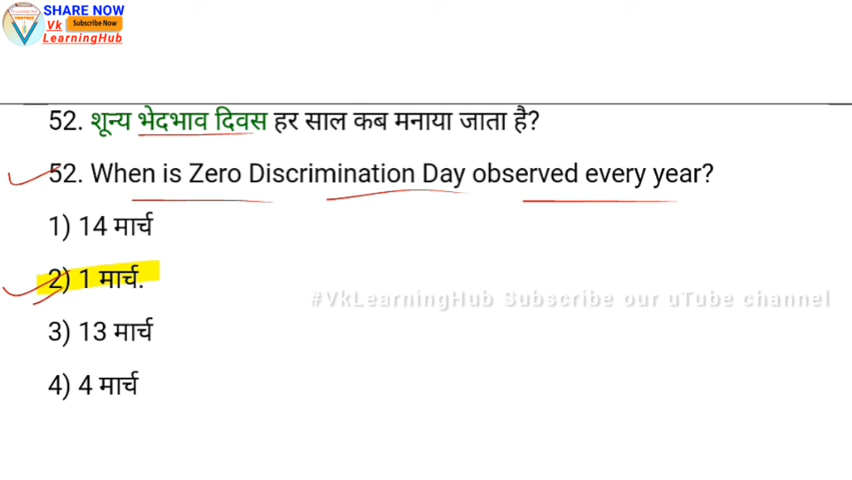 SHARE NOW
Vk Subscribe Now
LearningHub
52. शून्य भेदभाव दिवस हर साल कब मनाया जाता है?
52. When is Zero Discrimination Day observed every year?
1) 14 मार्च
2) 1 मार्च.
#VkLearningHub Subscribe our uTube channel
3) 13 मार्च
4) 4 मार्च